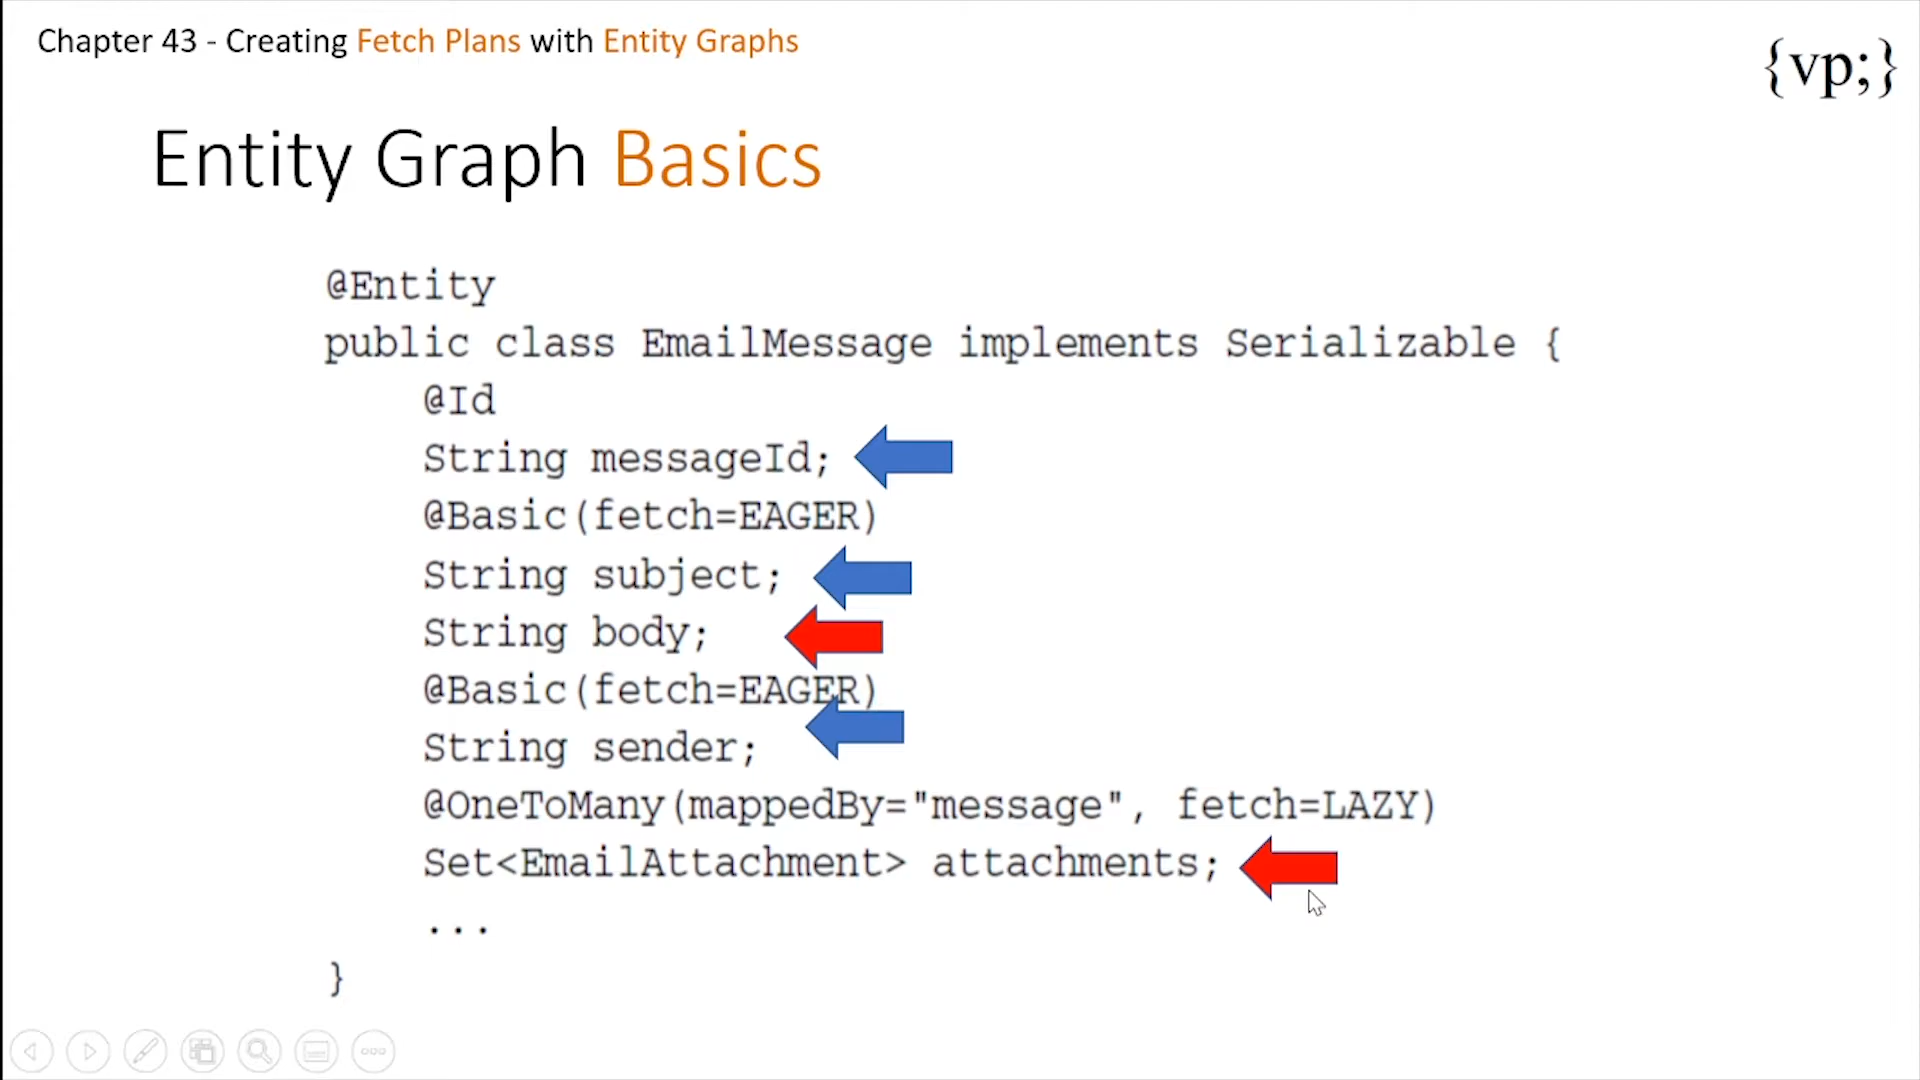 Chapter 43 - Creating Fetch Plans with Entity Graphs
{vp;}
Entity Graph Basics
@Entity
public class EmailMessage implements Serializable {
@Id
String messageId;
@Basic(fetch=EAGER)
String subject;
String body;
@Basic(fetch=EAGER)
String sender;
@OneToMany(mappedBy="message", fetch=LAZY)
Set<EmailAttachment> attachments;
...
}